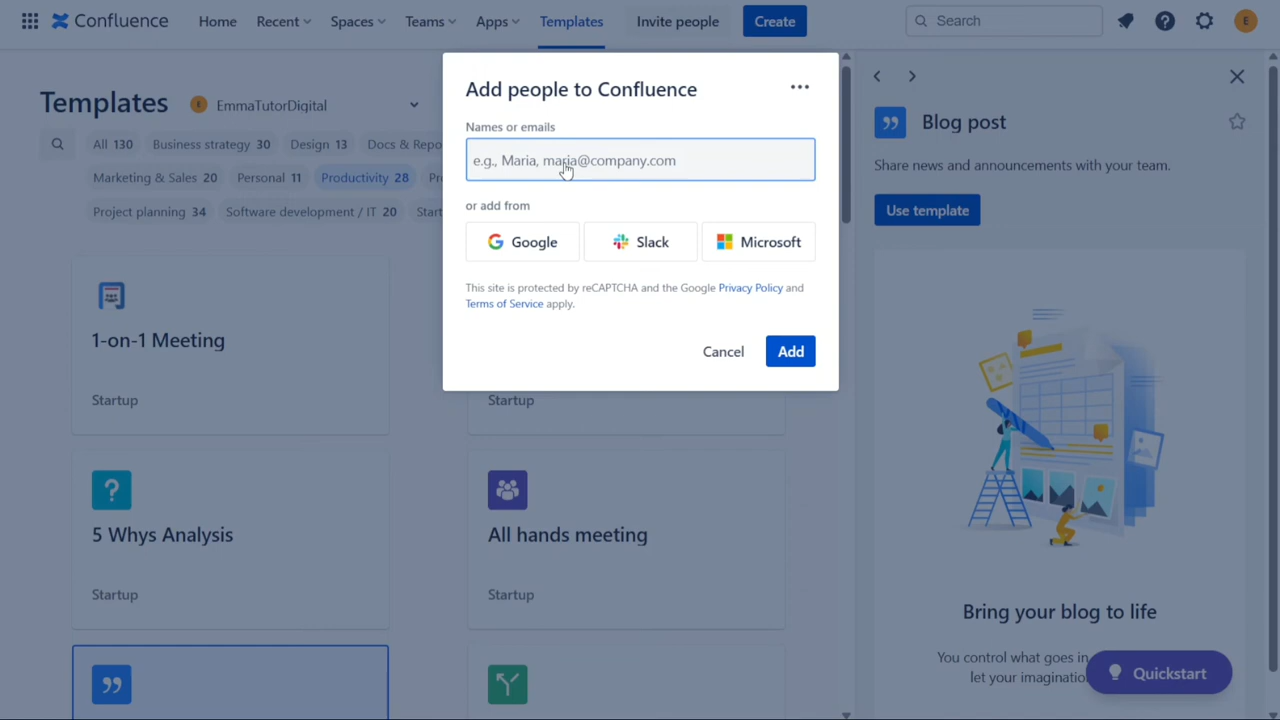 Confluence Home Recent Spaces Teams Apps Templates Invite people Create Search E
Templates E EmmaTutorDigital
All 130 Business strategy 30 Design 13 Docs & Repo
Marketing & Sales 20 Personal 11 Productivity 28
Project planning 34 Software development / IT 20
1-on-1 Meeting
Startup
Startup
5 Whys Analysis
Startup
All hands meeting
Startup
Add people to Confluence
Names or emails
e.g., Maria, maria@company.com
or add from
Google Slack Microsoft
This site is protected by reCAPTCHA and the Google Privacy Policy and
Terms of Service apply.
Cancel Add
Blog post
Share news and announcements with your team.
Use template
Bring your blog to life
You control what goes in
let your imagination
Quickstart